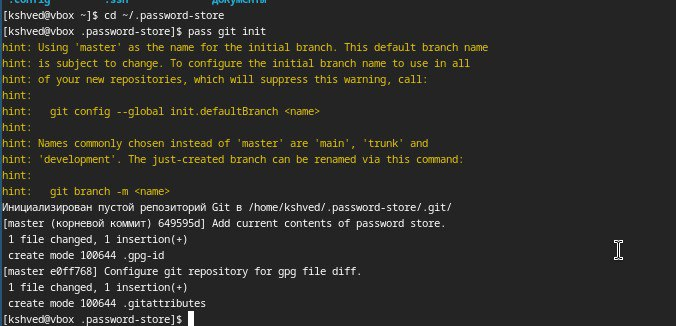 .config .ssh документы
[kshved@vbox ~]$ cd ~/.password-store
[kshved@vbox .password-store]$ pass git init
hint: Using 'master' as the name for the initial branch. This default branch name
hint: is subject to change. To configure the initial branch name to use in all
hint: of your new repositories, which will suppress this warning, call:
hint:
hint:   git config --global init.defaultBranch <name>
hint:
hint: Names commonly chosen instead of 'master' are 'main', 'trunk' and
hint: 'development'. The just-created branch can be renamed via this command:
hint:
hint:   git branch -m <name>
Инициализирован пустой репозиторий Git в /home/kshved/.password-store/.git/
[master (корневой коммит) 649595d] Add current contents of password store.
 1 file changed, 1 insertion(+)
 create mode 100644 .gpg-id
[master e0ff768] Configure git repository for gpg file diff.
 1 file changed, 1 insertion(+)
 create mode 100644 .gitattributes
[kshved@vbox .password-store]$